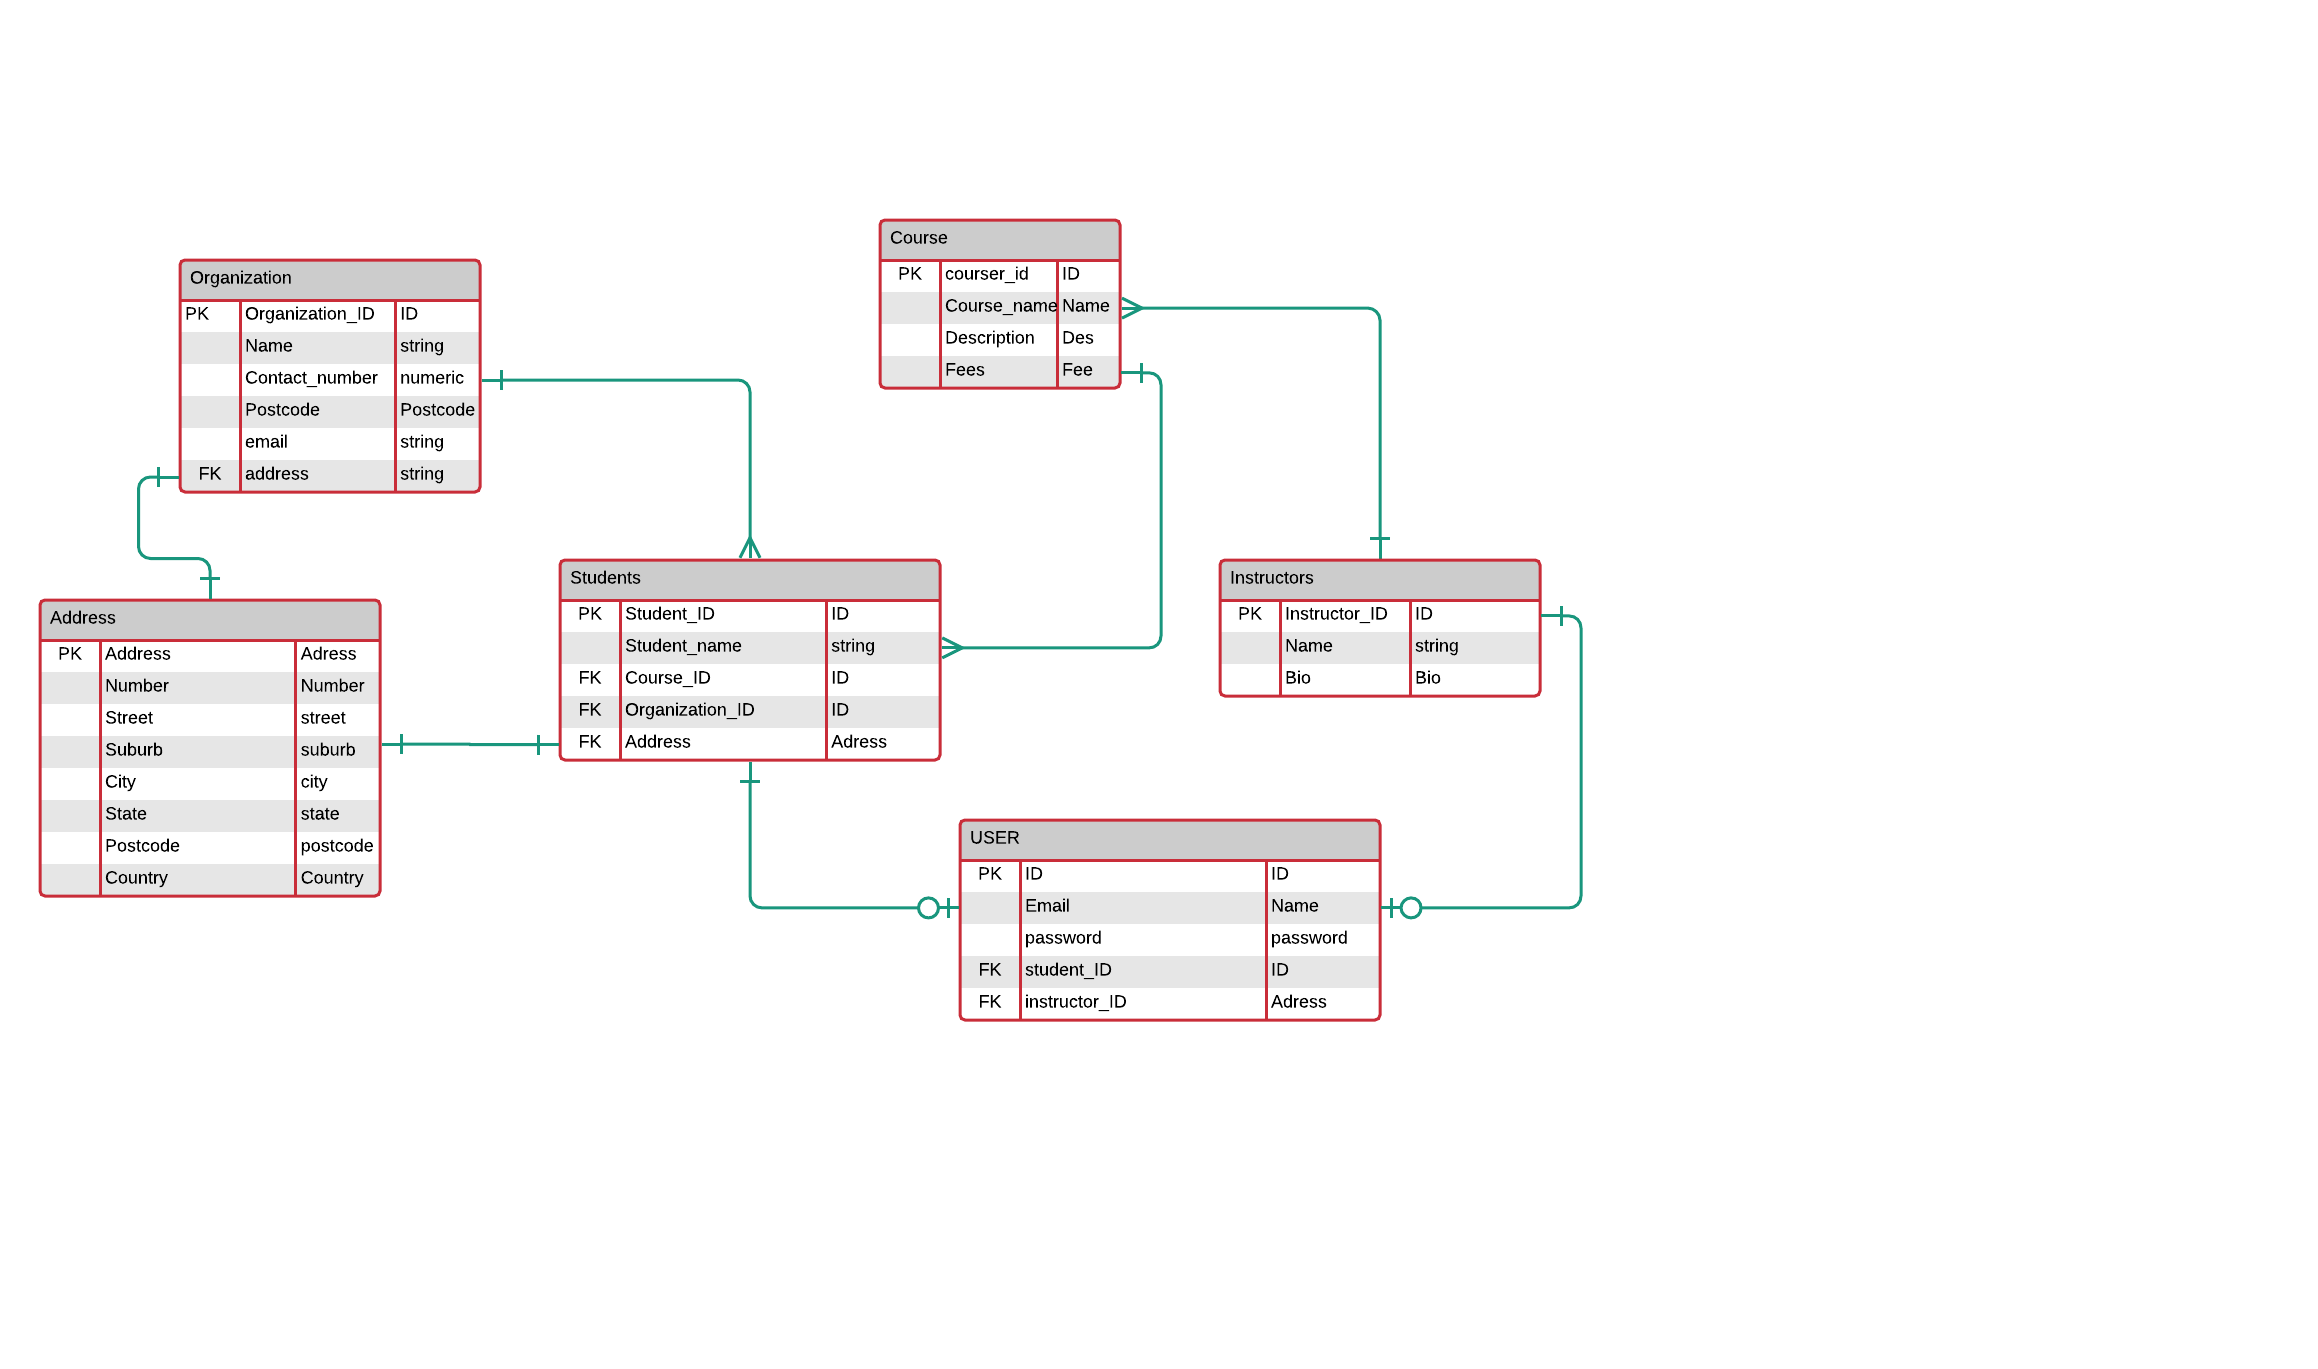 Course
PK courser_id ID
Course_name Name
Description Des
Fees Fee
Organization
PK Organization_ID ID
Name string
Contact_number numeric
Postcode Postcode
email string
FK address string
Students
PK Student_ID ID
Student_name string
FK Course_ID ID
FK Organization_ID ID
FK Address Adress
Instructors
PK Instructor_ID ID
Name string
Bio Bio
Address
PK Address Adress
Number Number
Street street
Suburb suburb
City city
State state
Postcode postcode
Country Country
USER
PK ID ID
Email Name
password password
FK student_ID ID
FK instructor_ID Adress